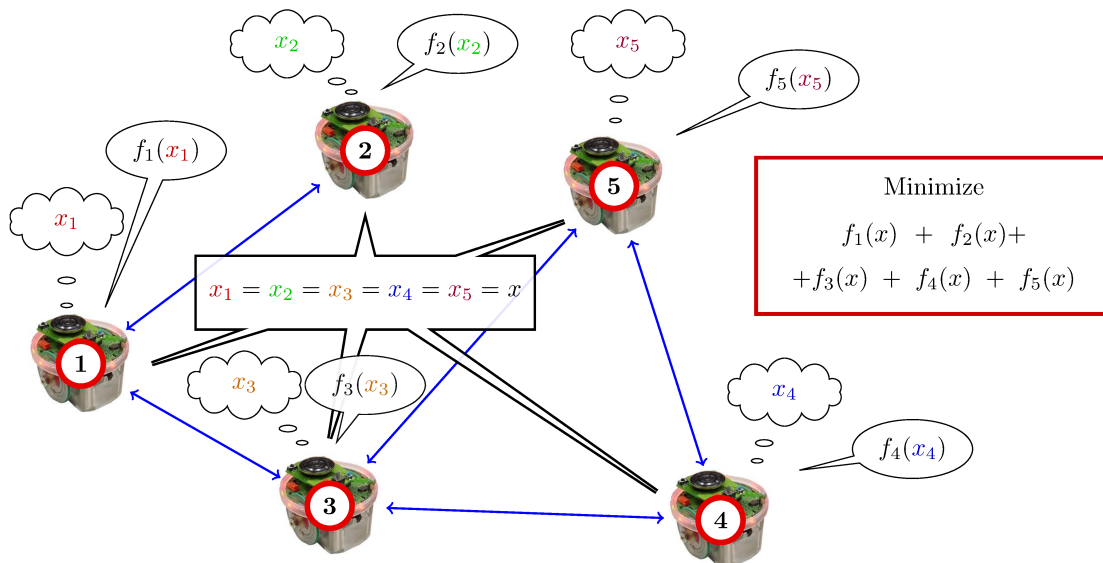 x₂
f₂(x₂)
x₅
f₅(x₅)
2
f₁(x₁)
5
Minimize
f₁(x) + f₂(x)+
+f₃(x) + f₄(x) + f₅(x)
x₁
x₁ = x₂ = x₃ = x₄ = x₅ = x
1
x₃
f₃(x₃)
x₄
f₄(x₄)
3
4